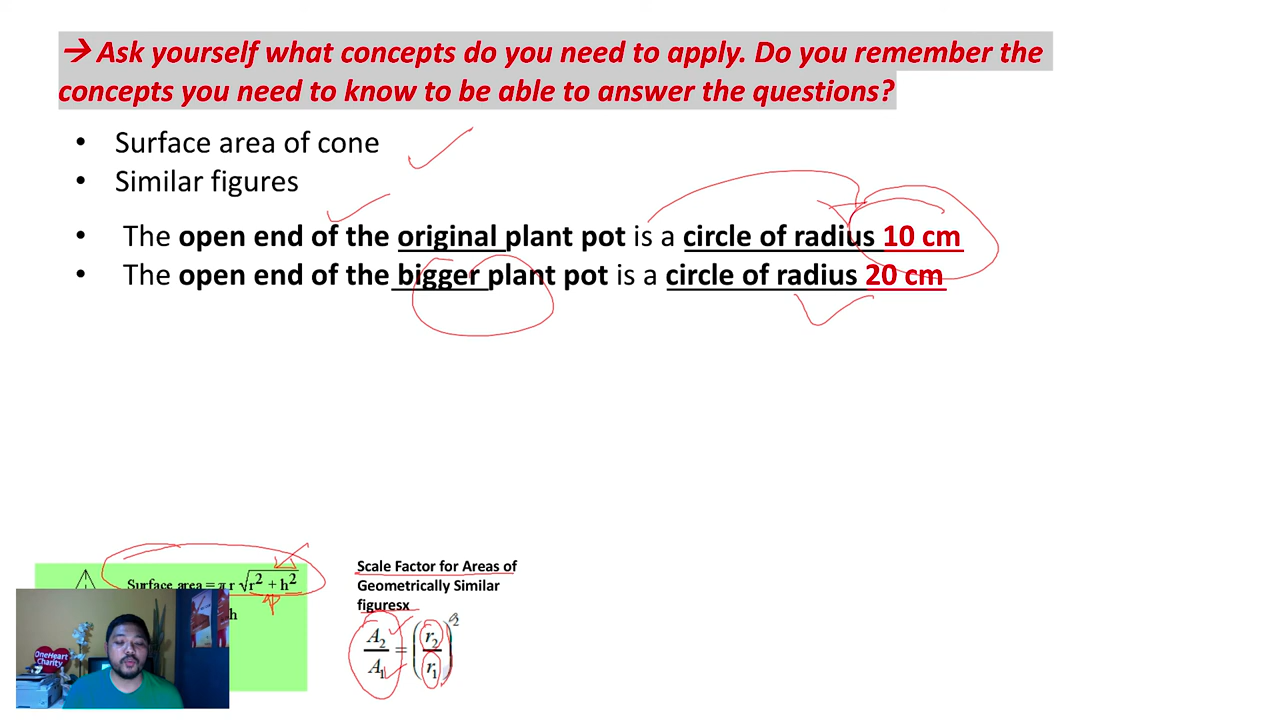 → Ask yourself what concepts do you need to apply. Do you remember the
concepts you need to know to be able to answer the questions?
• Surface area of cone
• Similar figures
• The open end of the original plant pot is a circle of radius 10 cm
• The open end of the bigger plant pot is a circle of radius 20 cm
Surface area = π r √r² + h²
h
Scale Factor for Areas of
Geometrically Similar
figuresx
A₂/A₁ = (r₂/r₁)²
OneHeart
Charity